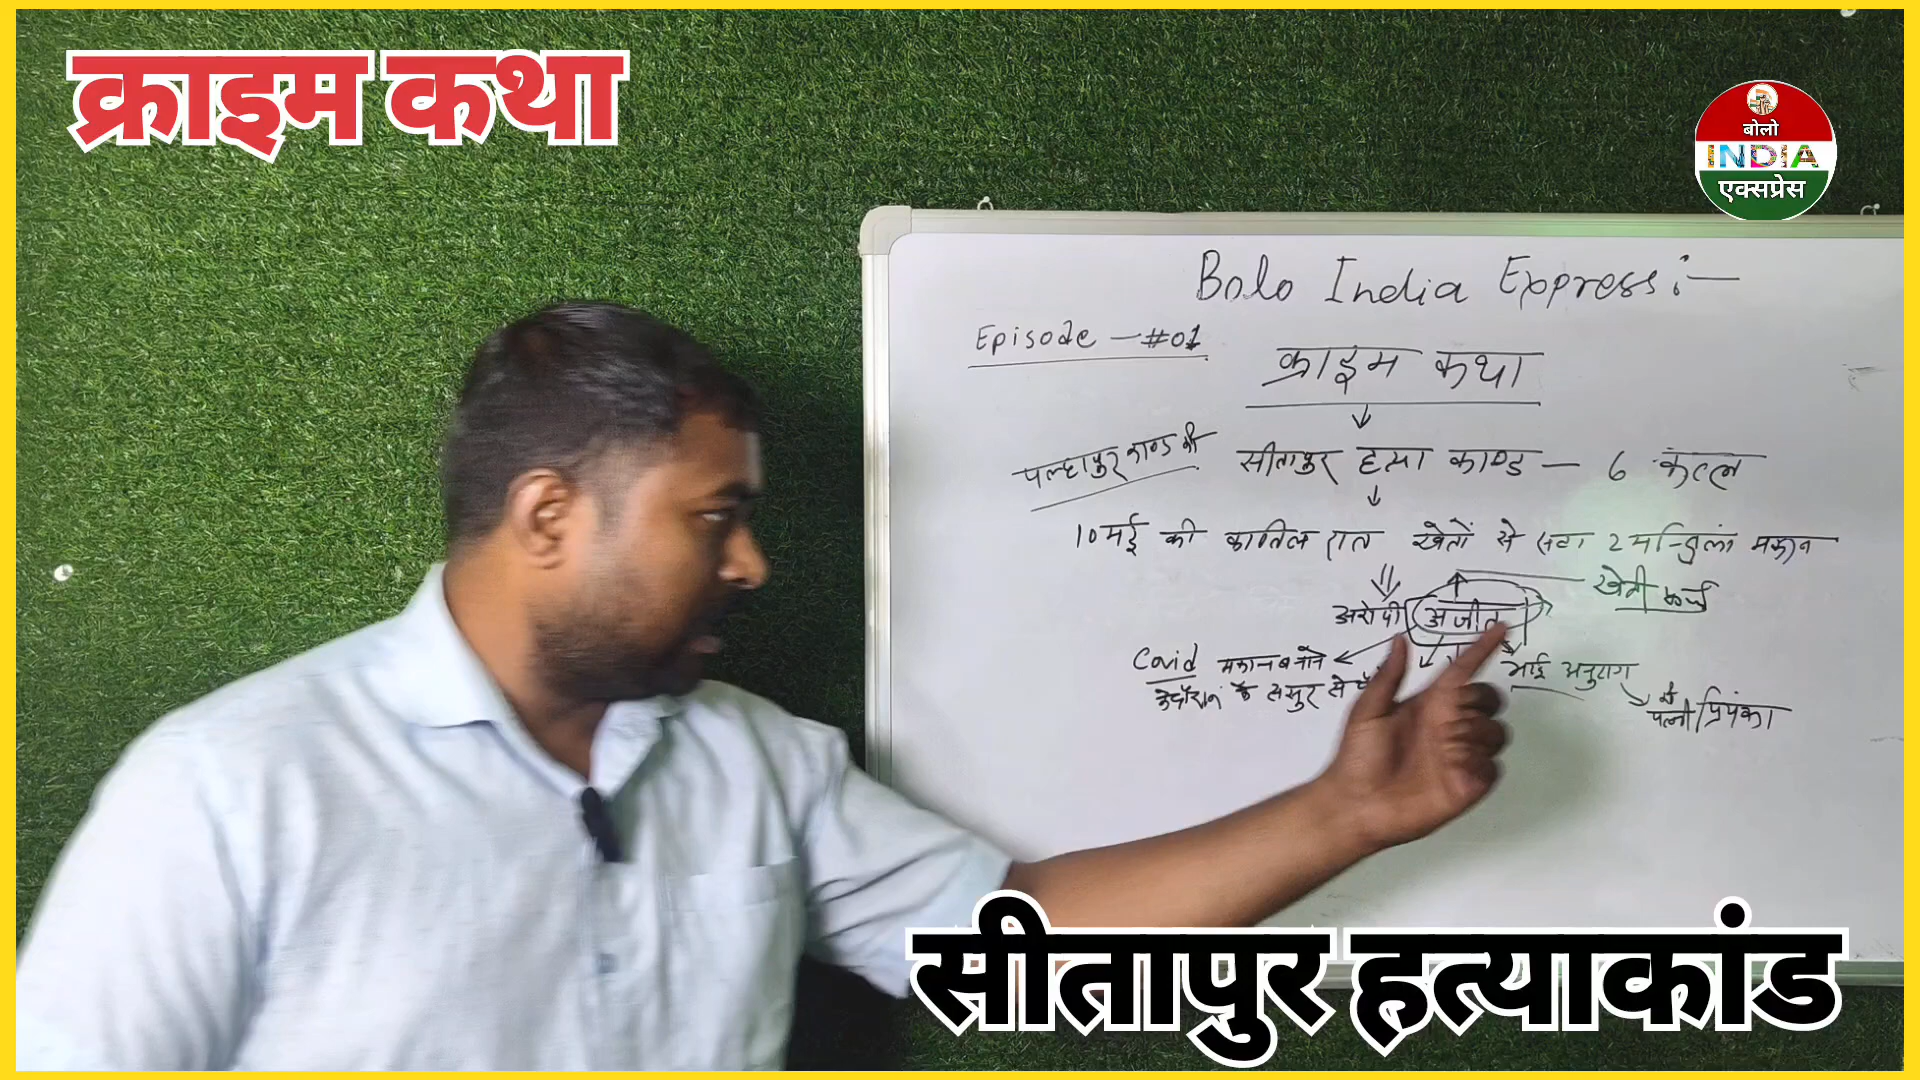 क्राइम कथा
बोलो
INDIA
एक्सप्रेस
Bolo India Express:-
Episode - #01
क्राइम कथा
पल्हापुर काण्ड की
सीतापुर हत्या काण्ड - 6 कत्ल
10 मई की कातिल रात खेतों से सटा 2 मन्जिला मकान
खेती कर्ज
आरोपी अजीत
Covid मकान बनाने
के दौरान के ससुर से
भाई अनुराग
की
पत्नी प्रियंका
सीतापुर हत्याकांड